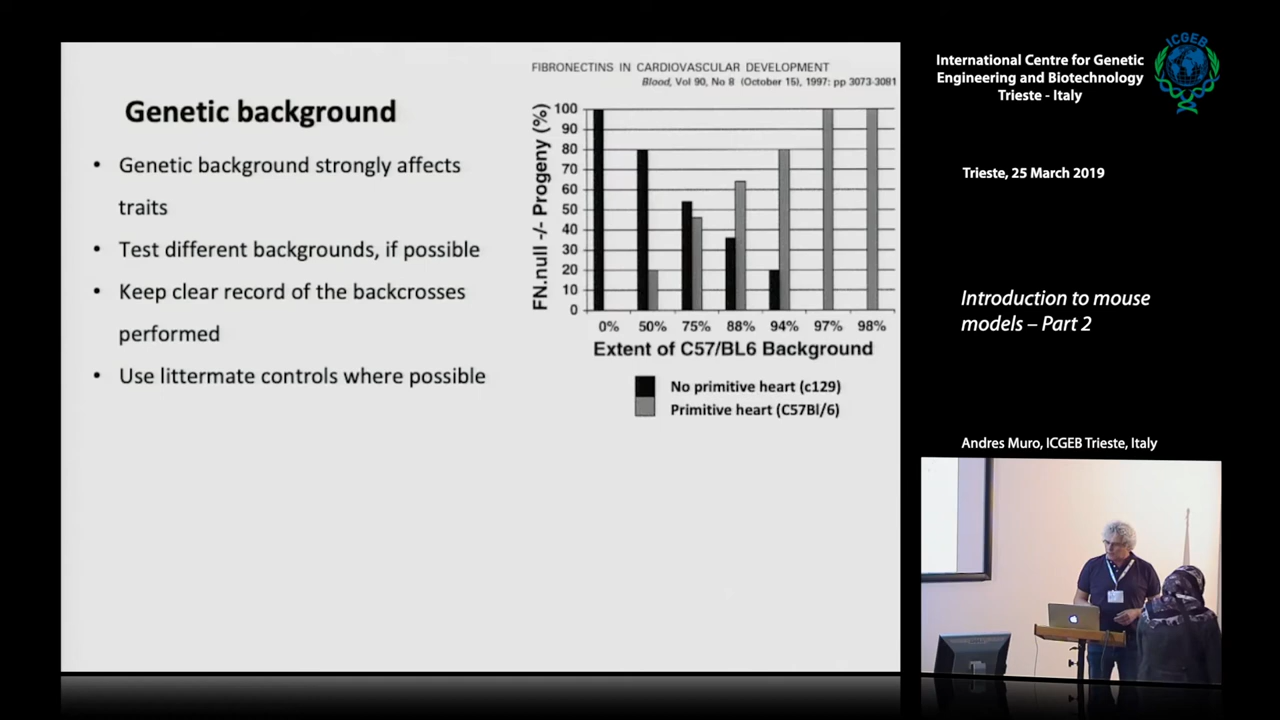 FIBRONECTINS IN CARDIOVASCULAR DEVELOPMENT
Blood, Vol 90, No 8 (October 15), 1997: pp 3073-3081
Genetic background
• Genetic background strongly affects
traits
• Test different backgrounds, if possible
• Keep clear record of the backcrosses
performed
• Use littermate controls where possible
FN.null -/- Progeny (%)
100
90
80
70
60
50
40
30
20
10
0
0% 50% 75% 88% 94% 97% 98%
Extent of C57/BL6 Background
No primitive heart (c129)
Primitive heart (C57Bl/6)
International Centre for Genetic
Engineering and Biotechnology
Trieste - Italy
ICGEB
Trieste, 25 March 2019
Introduction to mouse
models – Part 2
Andres Muro, ICGEB Trieste, Italy